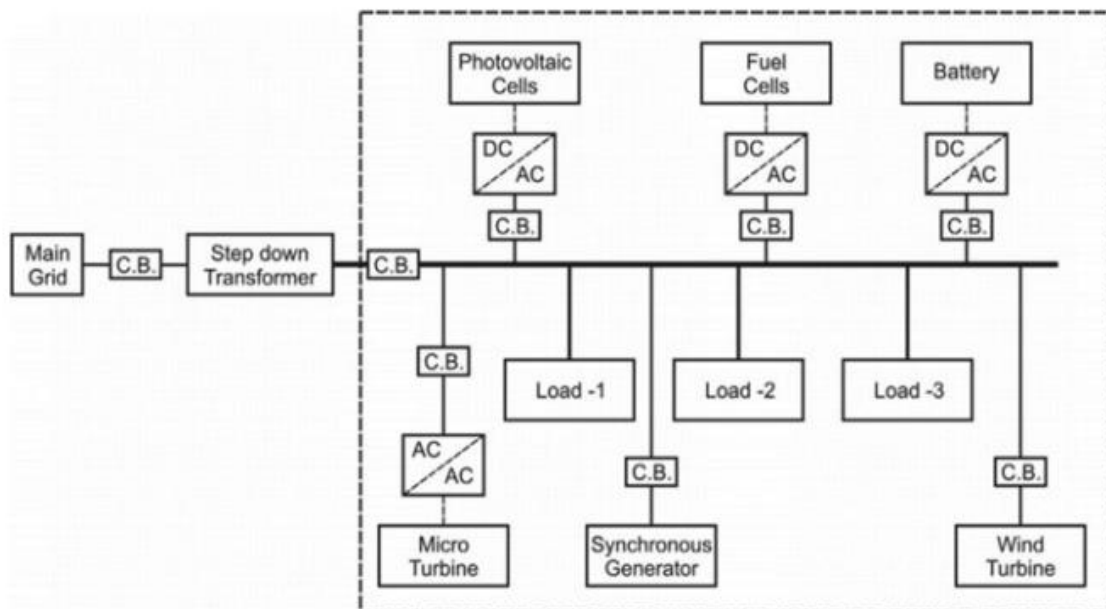 Photovoltaic
Cells
Fuel
Cells
Battery
DC
AC
DC
AC
DC
AC
C.B.
C.B.
C.B.
Main
Grid
C.B.
Step down
Transformer
C.B.
C.B.
Load -1
Load -2
Load -3
AC
AC
C.B.
C.B.
Micro
Turbine
Synchronous
Generator
Wind
Turbine